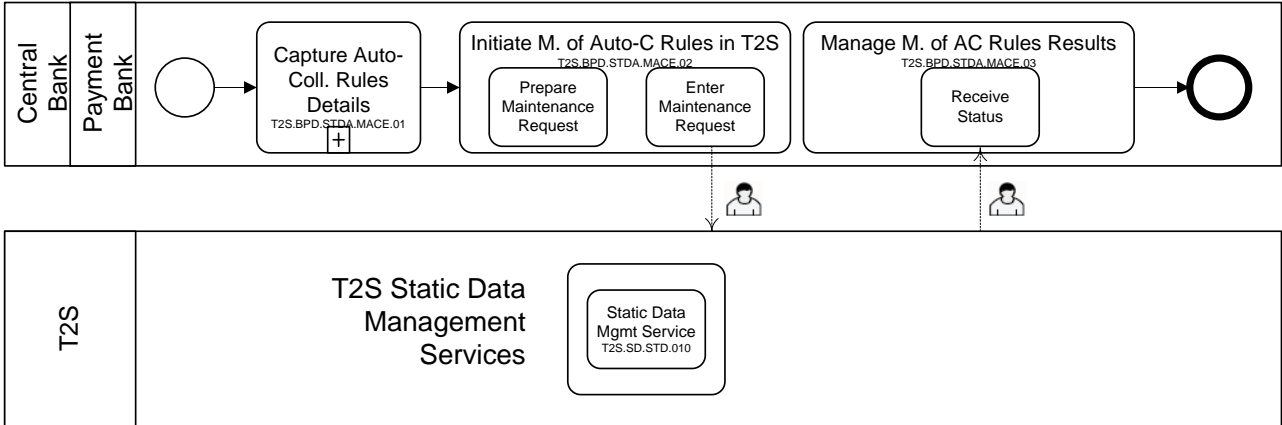 Central
Bank
Payment
Bank
Capture Auto-
Coll. Rules
Details
T2S.BPD.STDA.MACE.01
+
Initiate M. of Auto-C Rules in T2S
T2S.BPD.STDA.MACE.02
Prepare
Maintenance
Request
Enter
Maintenance
Request
Manage M. of AC Rules Results
T2S.BPD.STDA.MACE.03
Receive
Status
T2S
T2S Static Data
Management
Services
Static Data
Mgmt Service
T2S.SD.STD.010